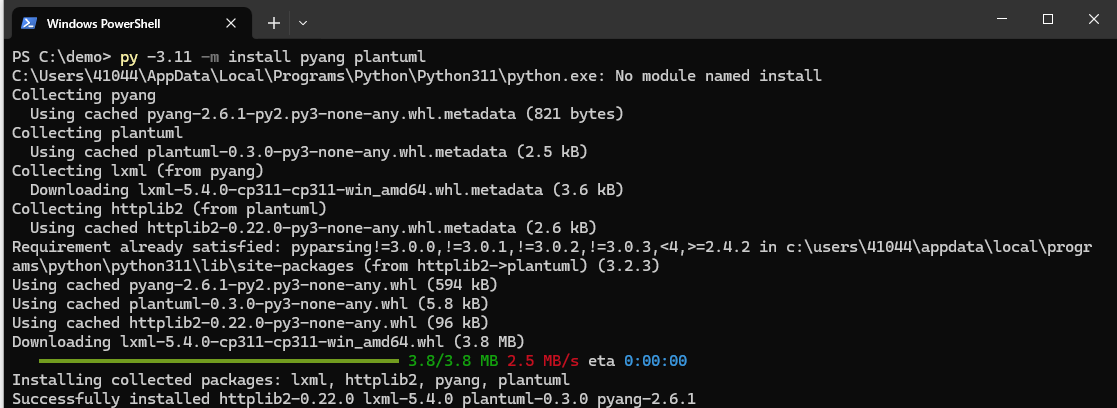 Windows PowerShell
PS C:\demo> py -3.11 -m install pyang plantuml
C:\Users\41044\AppData\Local\Programs\Python\Python311\python.exe: No module named install
Collecting pyang
  Using cached pyang-2.6.1-py2.py3-none-any.whl.metadata (821 bytes)
Collecting plantuml
  Using cached plantuml-0.3.0-py3-none-any.whl.metadata (2.5 kB)
Collecting lxml (from pyang)
  Downloading lxml-5.4.0-cp311-cp311-win_amd64.whl.metadata (3.6 kB)
Collecting httplib2 (from plantuml)
  Using cached httplib2-0.22.0-py3-none-any.whl.metadata (2.6 kB)
Requirement already satisfied: pyparsing!=3.0.0,!=3.0.1,!=3.0.2,!=3.0.3,<4,>=2.4.2 in c:\users\41044\appdata\local\progr
ams\python\python311\lib\site-packages (from httplib2->plantuml) (3.2.3)
Using cached pyang-2.6.1-py2.py3-none-any.whl (594 kB)
Using cached plantuml-0.3.0-py3-none-any.whl (5.8 kB)
Using cached httplib2-0.22.0-py3-none-any.whl (96 kB)
Downloading lxml-5.4.0-cp311-cp311-win_amd64.whl (3.8 MB)
3.8/3.8 MB 2.5 MB/s eta 0:00:00
Installing collected packages: lxml, httplib2, pyang, plantuml
Successfully installed httplib2-0.22.0 lxml-5.4.0 plantuml-0.3.0 pyang-2.6.1